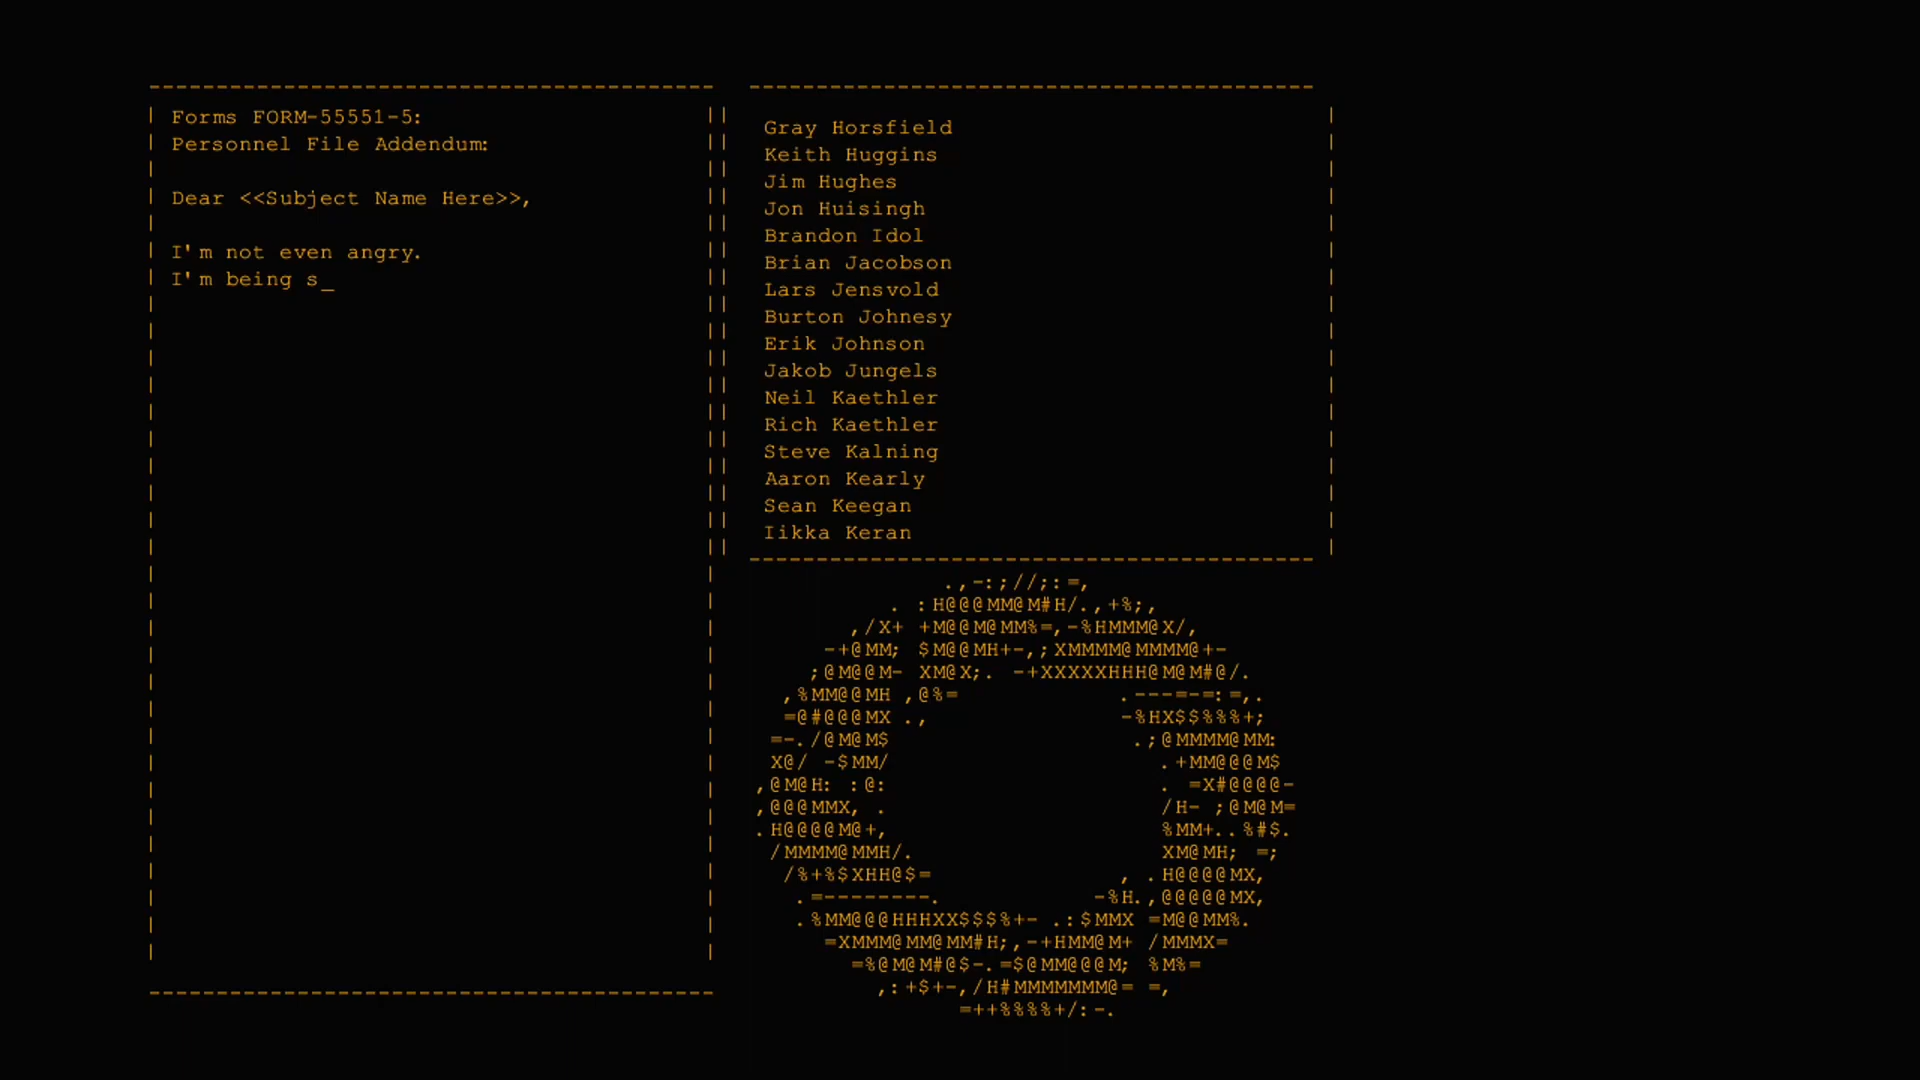 Forms FORM-55551-5:
Personnel File Addendum:
Dear <<Subject Name Here>>,
I'm not even angry.
I'm being s_
Gray Horsfield
Keith Huggins
Jim Hughes
Jon Huisingh
Brandon Idol
Brian Jacobson
Lars Jensvold
Burton Johnesy
Erik Johnson
Jakob Jungels
Neil Kaethler
Rich Kaethler
Steve Kalning
Aaron Kearly
Sean Keegan
Iikka Keran